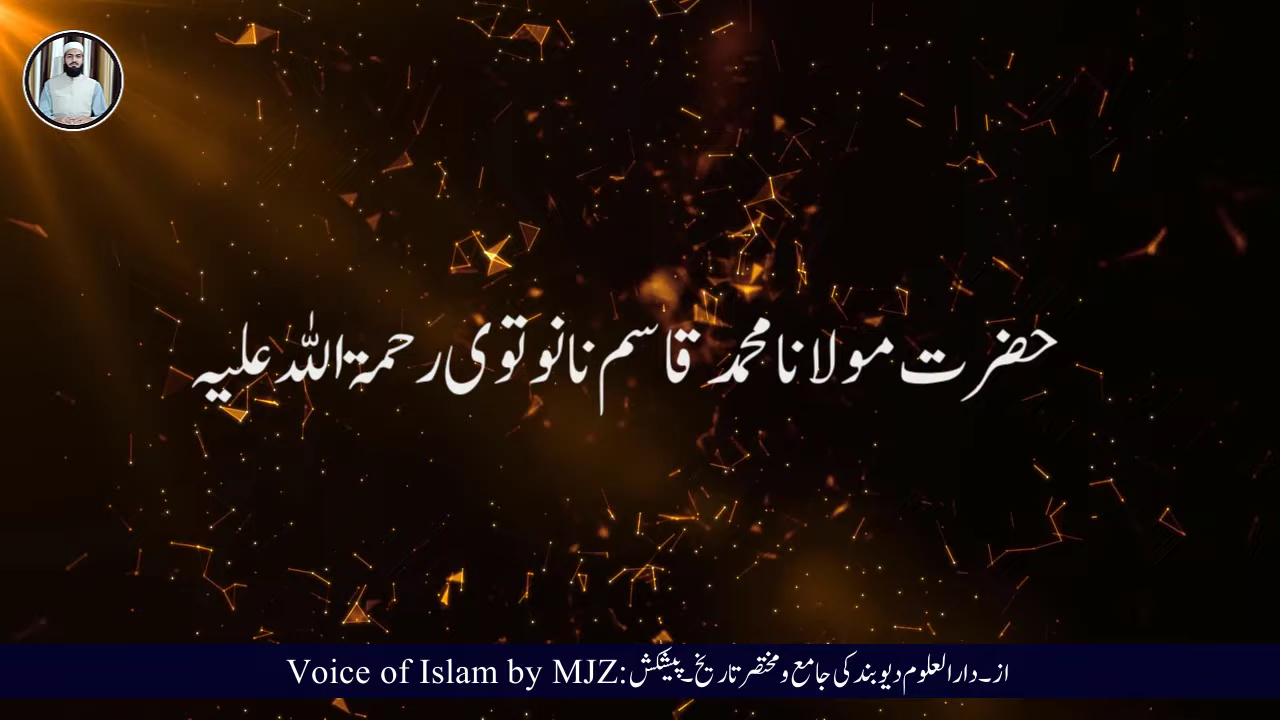 حضرت مولانا محمد قاسم نانوتوی رحمۃ اللہ علیہ
از۔دارالعلوم دیوبند کی جامع و مختصر تاریخ۔پیشکش:Voice of Islam by MJZ